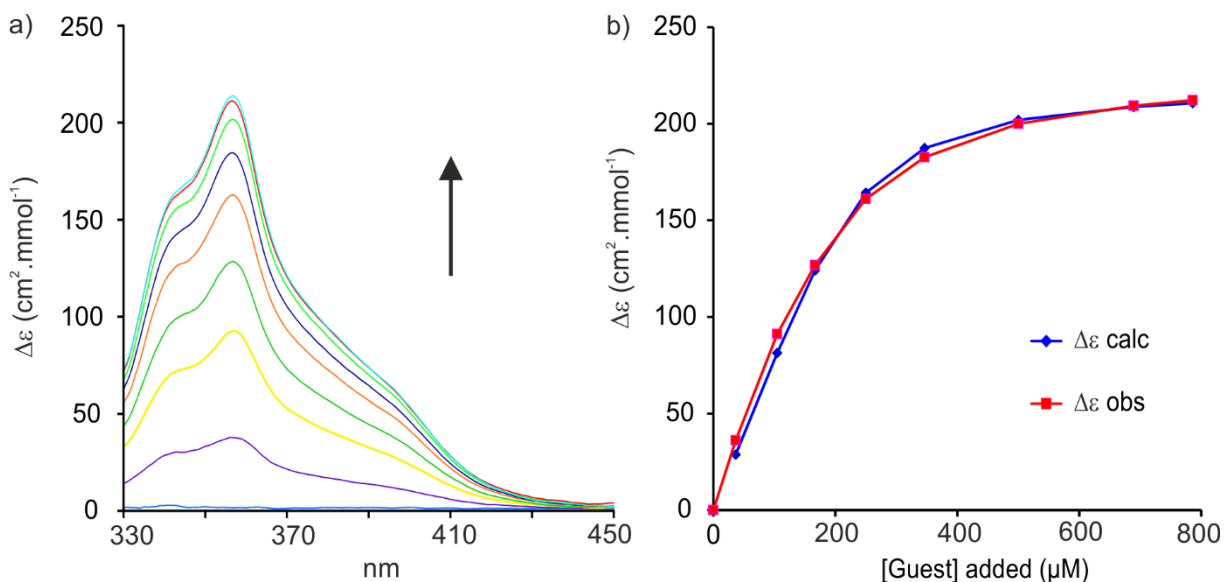 a)
Δε (cm².mmol⁻¹)
250
200
150
100
50
0
330
370
410
450
nm
b)
Δε (cm².mmol⁻¹)
250
200
150
100
50
0
0
200
400
600
800
[Guest] added (µM)
Δε calc
Δε obs